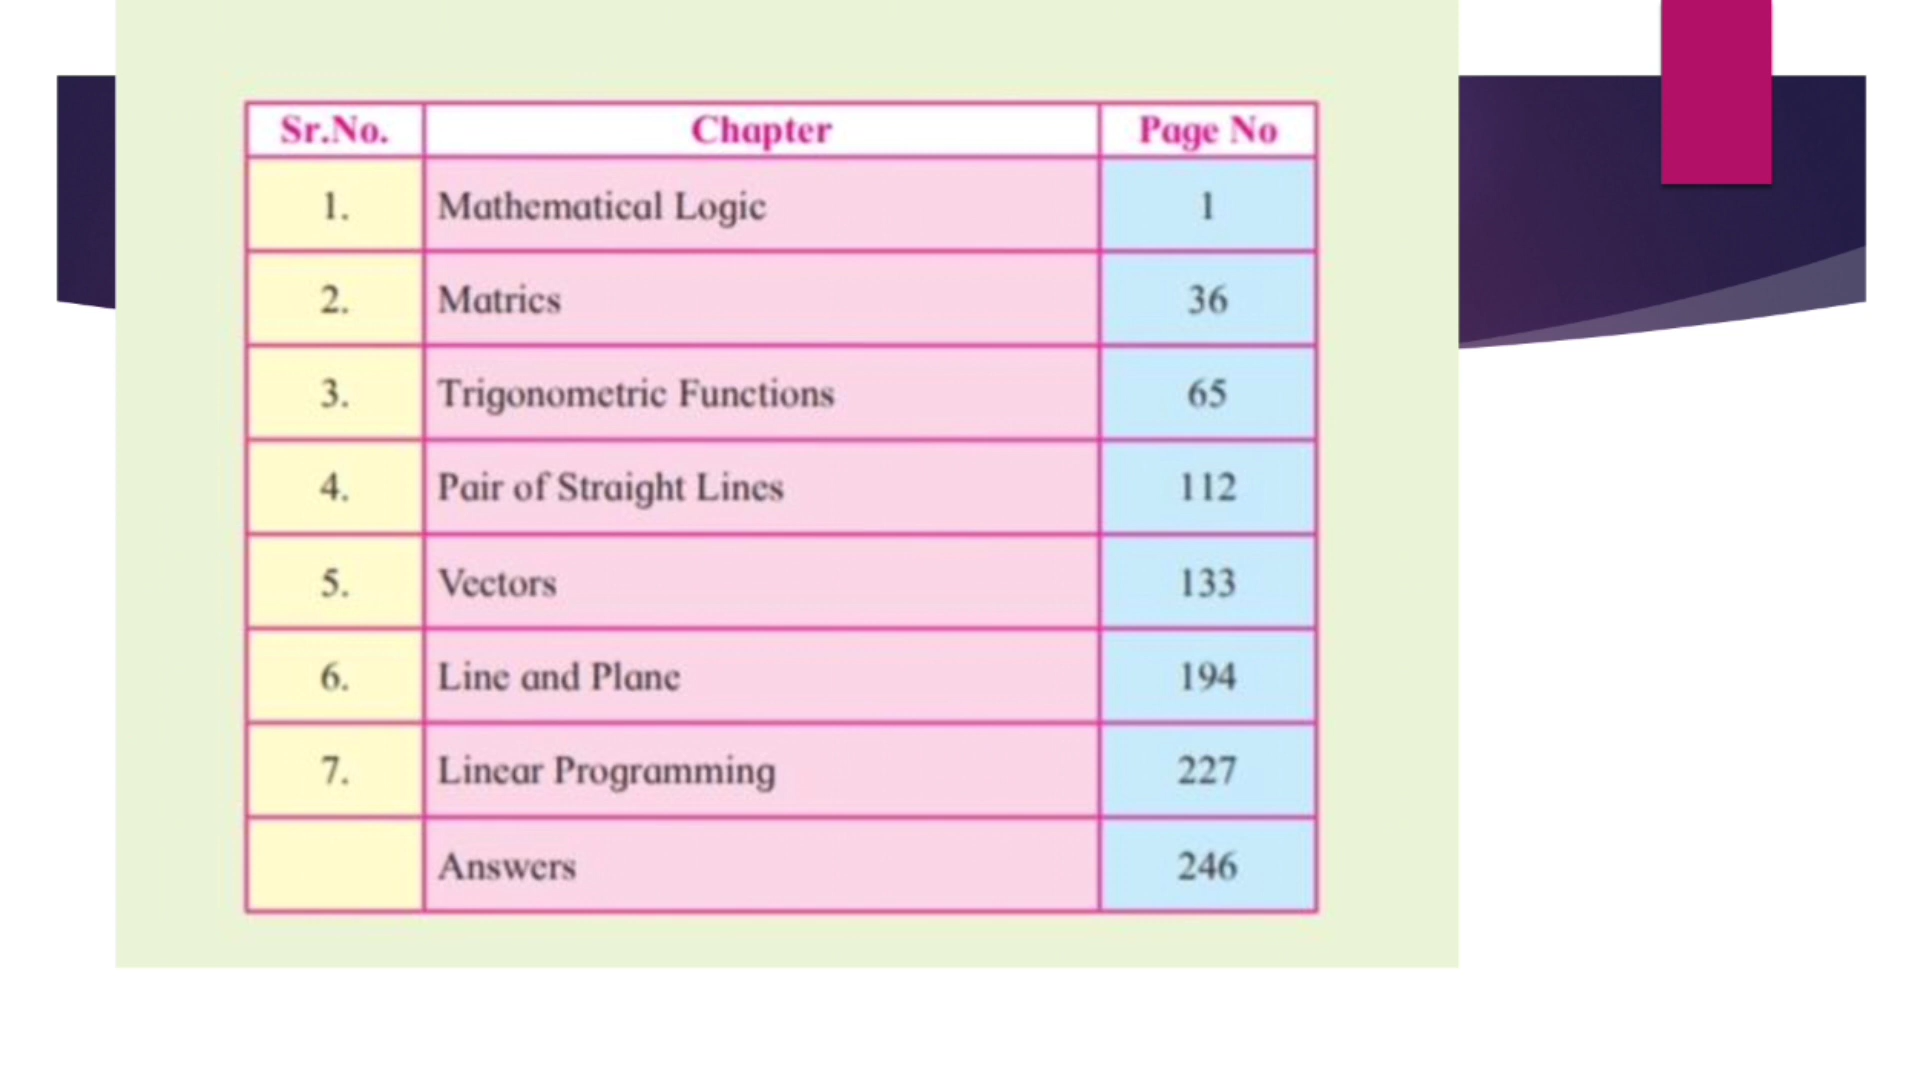 Sr.No. Chapter Page No
1. Mathematical Logic 1
2. Matrics 36
3. Trigonometric Functions 65
4. Pair of Straight Lines 112
5. Vectors 133
6. Line and Plane 194
7. Linear Programming 227
Answers 246